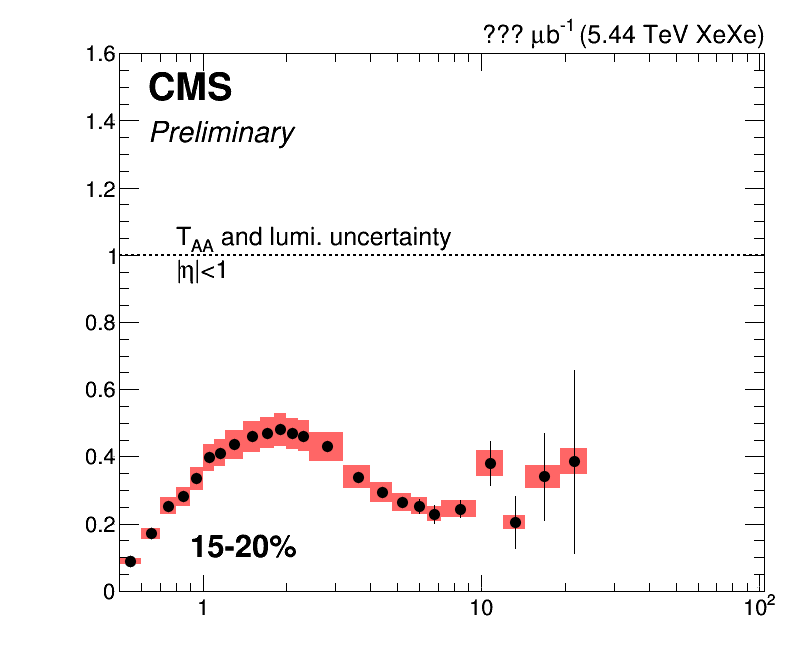 ??? μb⁻¹ (5.44 TeV XeXe)
CMS
Preliminary
T_AA and lumi. uncertainty
|η|<1
15-20%
1.6
1.4
1.2
1
0.8
0.6
0.4
0.2
0
1 10 10²